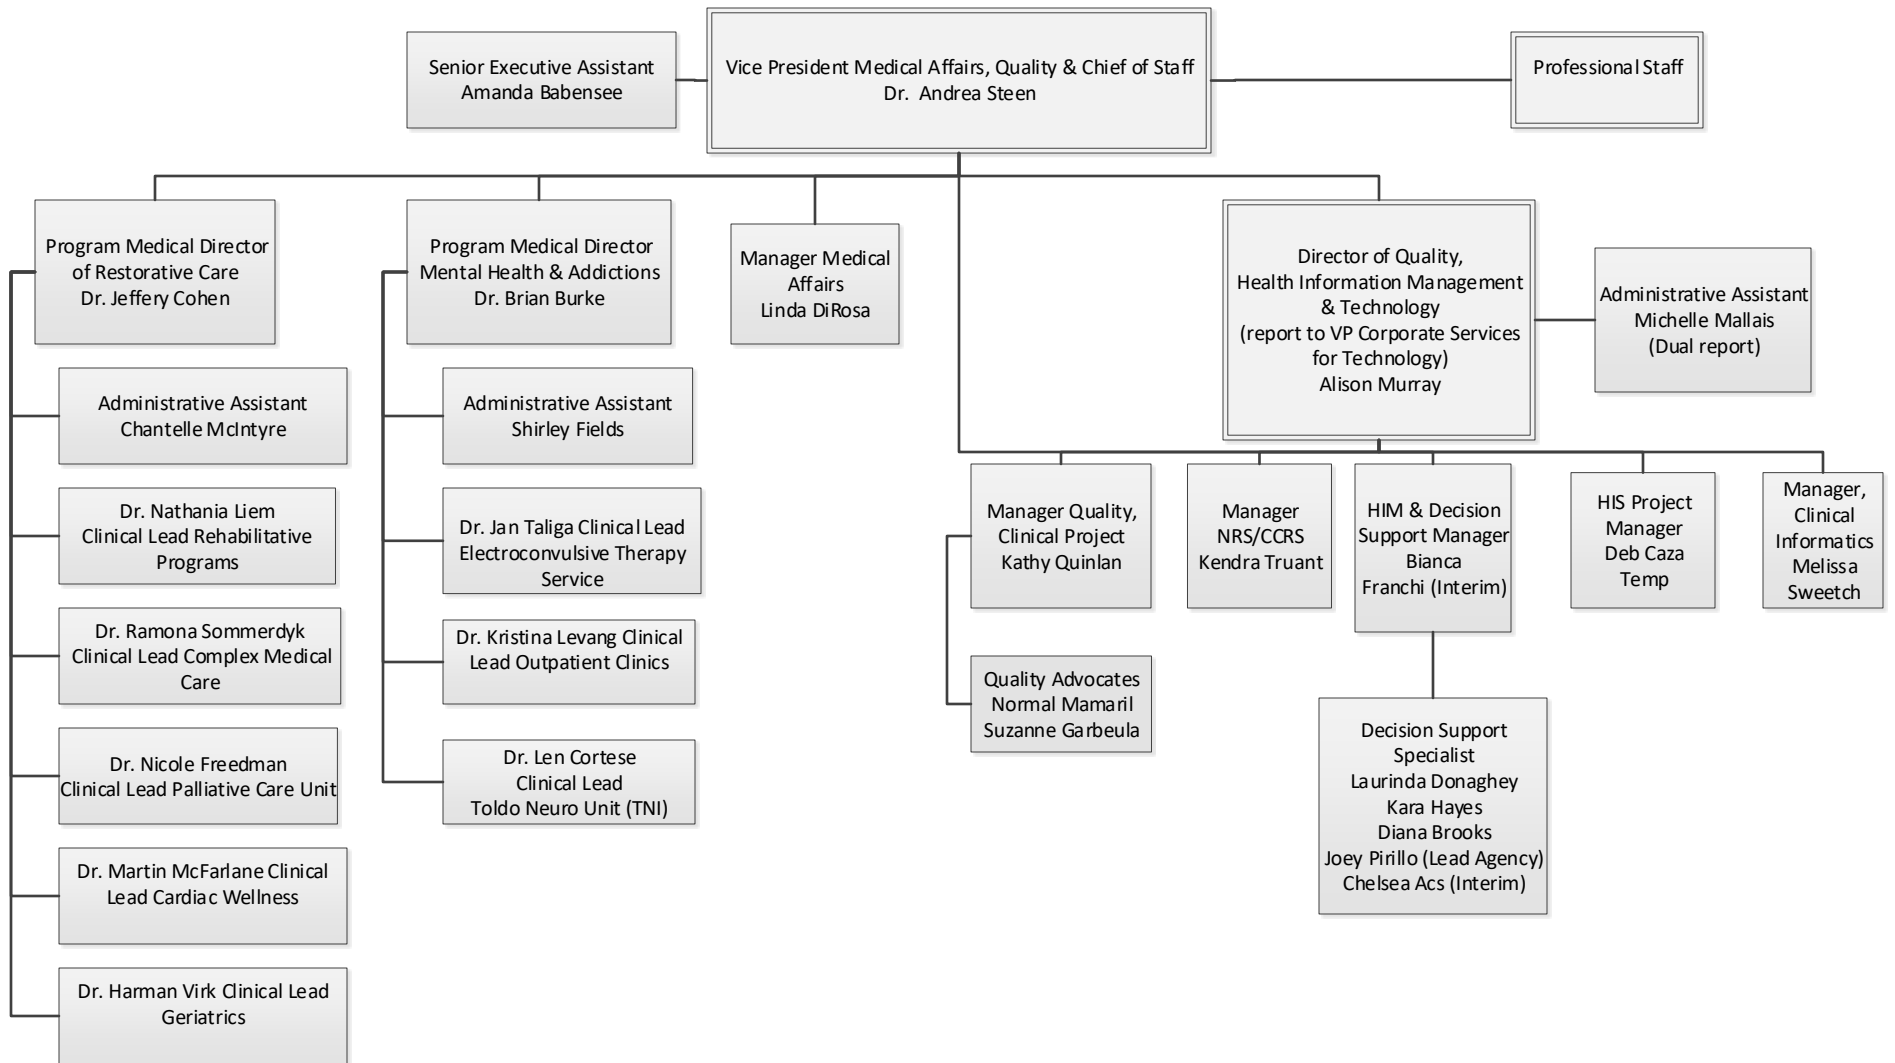 Senior Executive Assistant
Amanda Babensee
Vice President Medical Affairs, Quality & Chief of Staff
Dr. Andrea Steen
Professional Staff
Program Medical Director
of Restorative Care
Dr. Jeffery Cohen
Program Medical Director
Mental Health & Addictions
Dr. Brian Burke
Manager Medical
Affairs
Linda DiRosa
Director of Quality,
Health Information Management
& Technology
(report to VP Corporate Services
for Technology)
Alison Murray
Administrative Assistant
Michelle Mallais
(Dual report)
Administrative Assistant
Chantelle McIntyre
Dr. Nathania Liem
Clinical Lead Rehabilitative
Programs
Dr. Ramona Sommerdyk
Clinical Lead Complex Medical
Care
Dr. Nicole Freedman
Clinical Lead Palliative Care Unit
Dr. Martin McFarlane Clinical
Lead Cardiac Wellness
Dr. Harman Virk Clinical Lead
Geriatrics
Administrative Assistant
Shirley Fields
Dr. Jan Taliga Clinical Lead
Electroconvulsive Therapy
Service
Dr. Kristina Levang Clinical
Lead Outpatient Clinics
Dr. Len Cortese
Clinical Lead
Toldo Neuro Unit (TNI)
Manager Quality,
Clinical Project
Kathy Quinlan
Quality Advocates
Normal Mamaril
Suzanne Garbeula
Manager
NRS/CCRS
Kendra Truant
HIM & Decision
Support Manager
Bianca
Franchi (Interim)
Decision Support
Specialist
Laurinda Donaghey
Kara Hayes
Diana Brooks
Joey Pirillo (Lead Agency)
Chelsea Acs (Interim)
HIS Project
Manager
Deb Caza
Temp
Manager,
Clinical
Informatics
Melissa
Sweetch